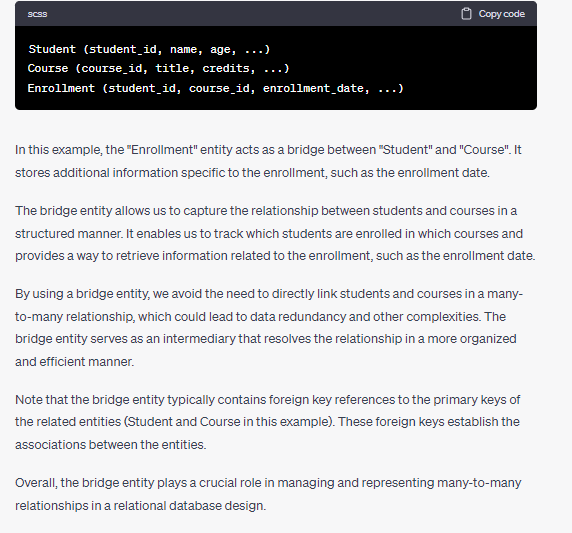 scss
Copy code
Student (student_id, name, age, ...)
Course (course_id, title, credits, ...)
Enrollment (student_id, course_id, enrollment_date, ...)
In this example, the "Enrollment" entity acts as a bridge between "Student" and "Course". It
stores additional information specific to the enrollment, such as the enrollment date.
The bridge entity allows us to capture the relationship between students and courses in a
structured manner. It enables us to track which students are enrolled in which courses and
provides a way to retrieve information related to the enrollment, such as the enrollment date.
By using a bridge entity, we avoid the need to directly link students and courses in a many-
to-many relationship, which could lead to data redundancy and other complexities. The
bridge entity serves as an intermediary that resolves the relationship in a more organized
and efficient manner.
Note that the bridge entity typically contains foreign key references to the primary keys of
the related entities (Student and Course in this example). These foreign keys establish the
associations between the entities.
Overall, the bridge entity plays a crucial role in managing and representing many-to-many
relationships in a relational database design.